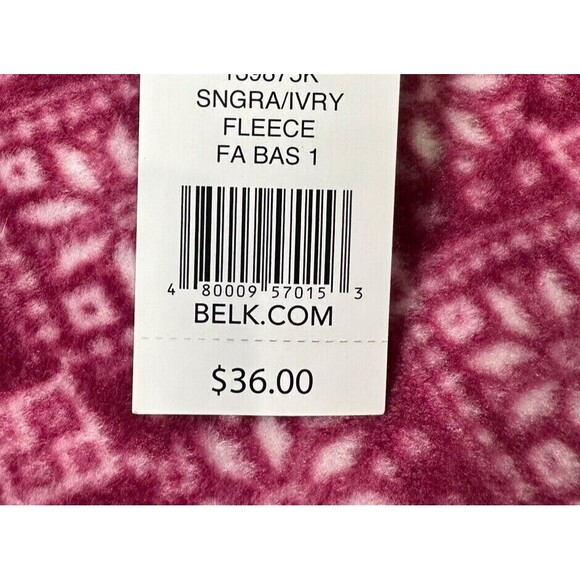 SNGRA/IVRY
FLEECE
FA BAS 1
4 80009 57015 3
BELK.COM
$36.00